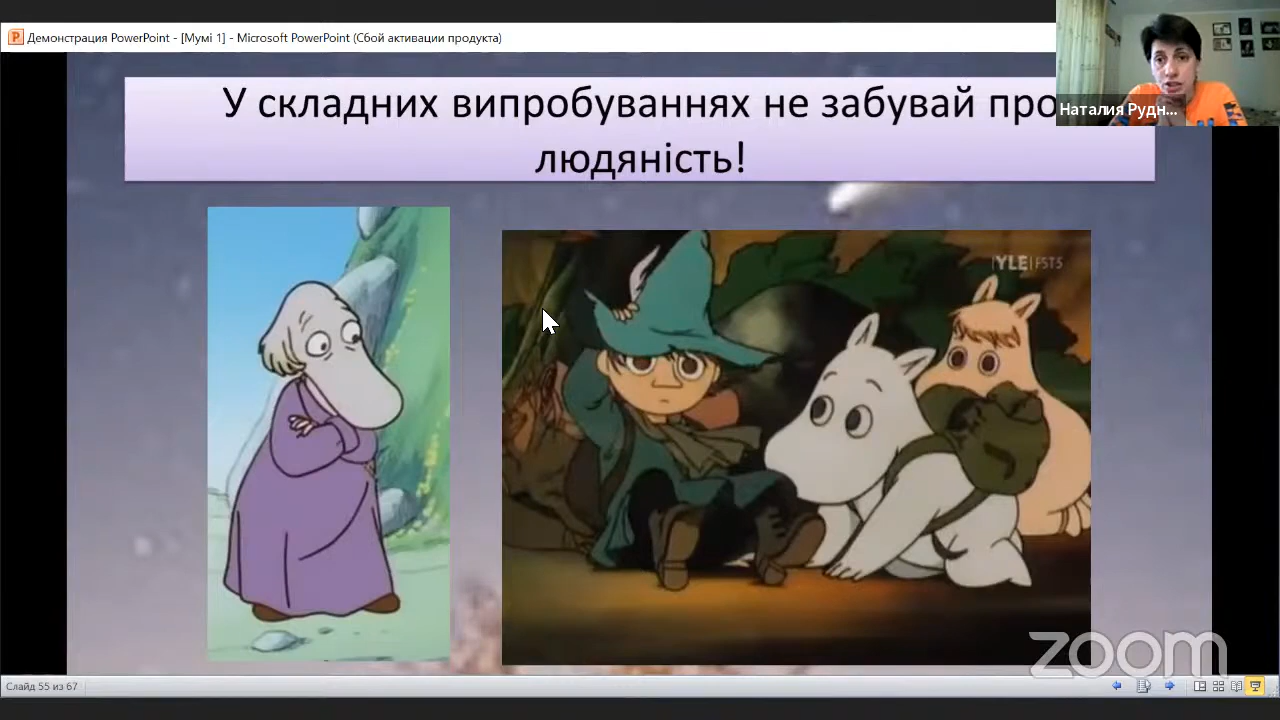 Демонстрация PowerPoint - [Мумі 1] - Microsoft PowerPoint (Сбой активации продукта)
Наталия Рудн...
У складних випробуваннях не забувай про
людяність!
YLE FST5
zoom
Слайд 55 из 67